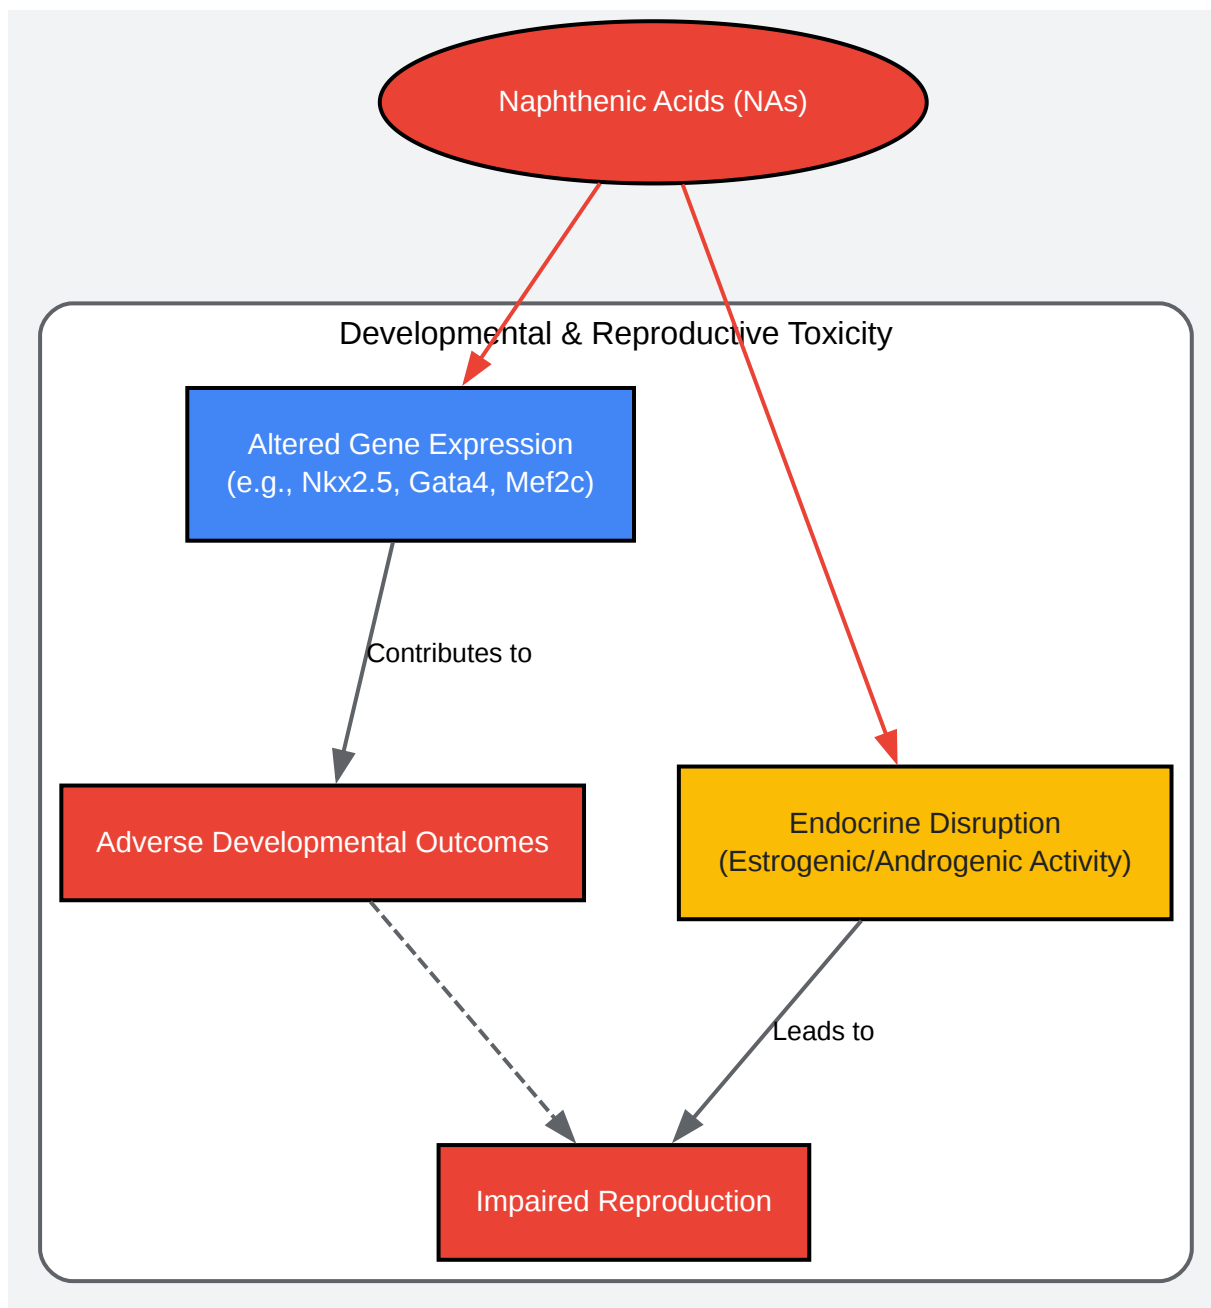 Naphthenic Acids (NAs)
Developmental & Reproductive Toxicity
Altered Gene Expression
(e.g., Nkx2.5, Gata4, Mef2c)
Contributes to
Adverse Developmental Outcomes
Endocrine Disruption
(Estrogenic/Androgenic Activity)
Leads to
Impaired Reproduction